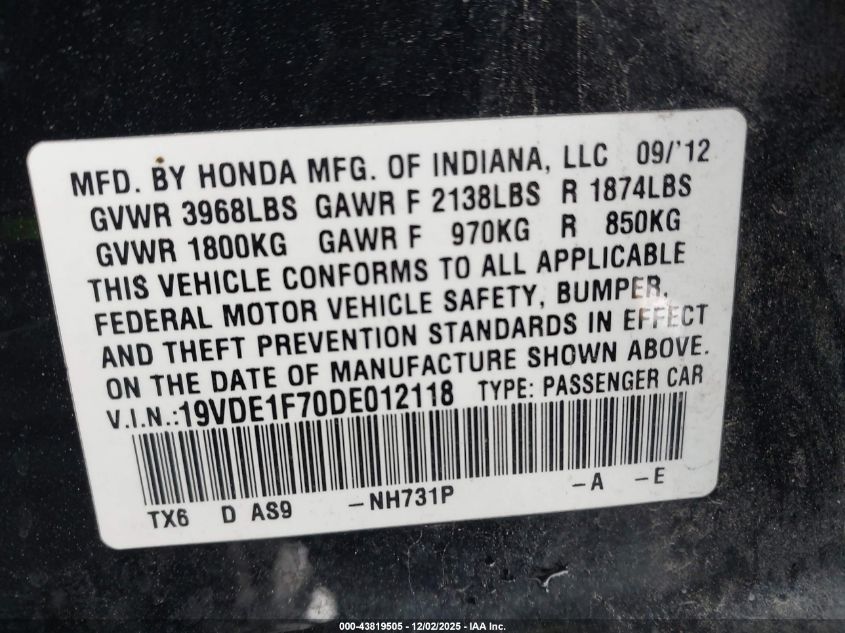 MFD. BY HONDA MFG. OF INDIANA, LLC 09/'12
GVWR 3968LBS GAWR F 2138LBS R 1874LBS
GVWR 1800KG GAWR F 970KG R 850KG
THIS VEHICLE CONFORMS TO ALL APPLICABLE
FEDERAL MOTOR VEHICLE SAFETY, BUMPER,
AND THEFT PREVENTION STANDARDS IN EFFECT
ON THE DATE OF MANUFACTURE SHOWN ABOVE.
V.I.N.:19VDE1F70DE012118 TYPE: PASSENGER CAR
TX6 D AS9 -NH731P -A -E
000-43819505 - 12/02/2025 - IAA Inc.